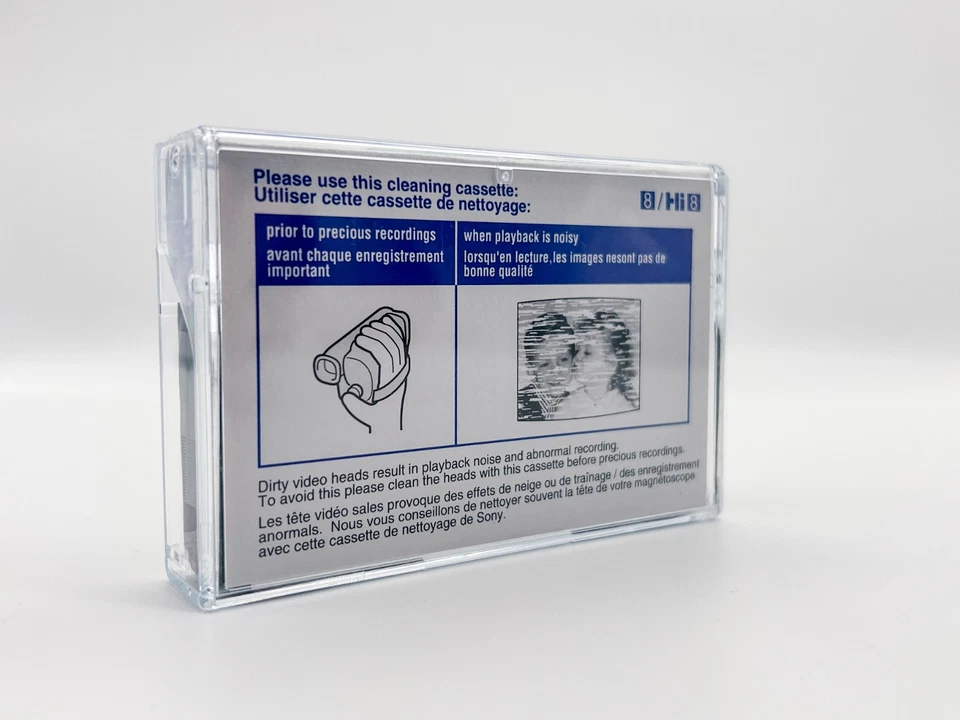 Please use this cleaning cassette:
Utiliser cette cassette de nettoyage:
8/Hi8
prior to precious recordings
avant chaque enregistrement
important
when playback is noisy
lorsqu'en lecture,les images nesont pas de
bonne qualité
Dirty video heads result in playback noise and abnormal recording.
To avoid this please clean the heads with this cassette before precious recordings.
Les tête vidéo sales provoque des effets de neige ou de traînage / des enregistrement
anormals. Nous vous conseillons de nettoyer souvent la tête de votre magnétoscope
avec cette cassette de nettoyage de Sony.